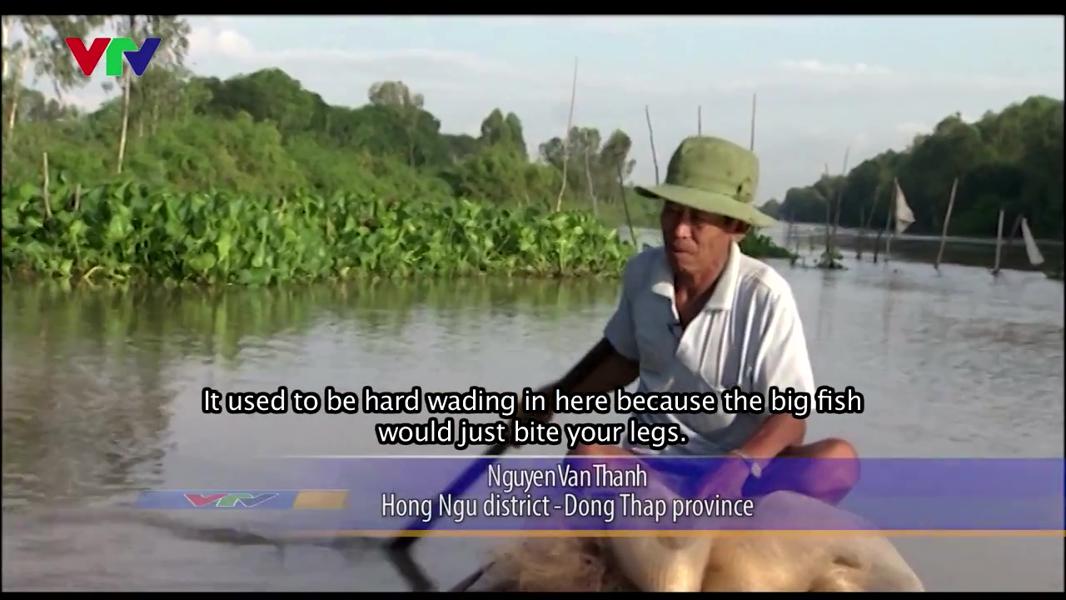 VTV
It used to be hard wading in here because the big fish
would just bite your legs.
Nguyen Van Thanh
VTV
Hong Ngu district - Dong Thap province